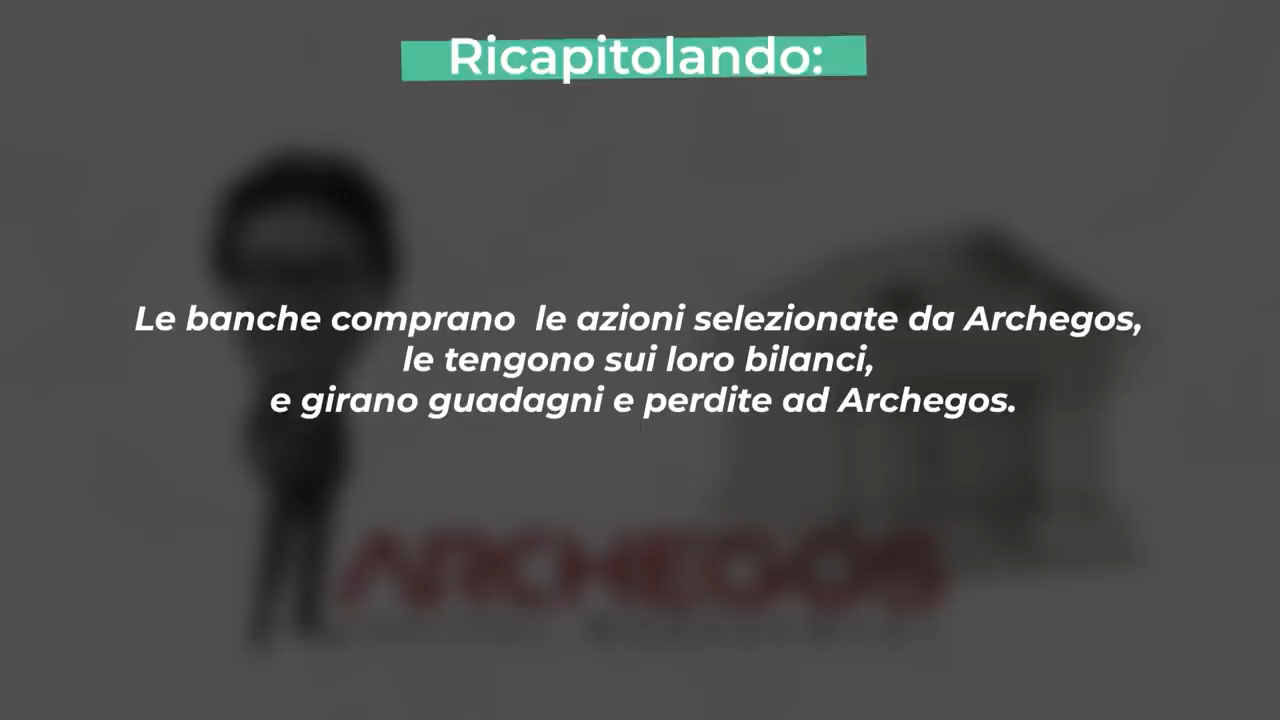 Ricapitolando:
Le banche comprano le azioni selezionate da Archegos,
le tengono sui loro bilanci,
e girano guadagni e perdite ad Archegos.
ARCHEGOS